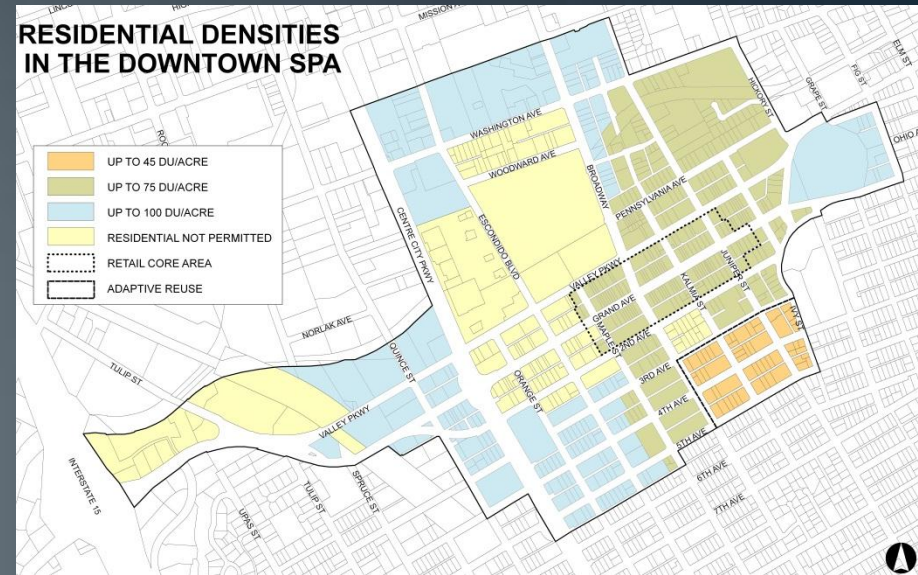 RESIDENTIAL DENSITIES
IN THE DOWNTOWN SPA
UP TO 45 DU/ACRE
UP TO 75 DU/ACRE
UP TO 100 DU/ACRE
RESIDENTIAL NOT PERMITTED
RETAIL CORE AREA
ADAPTIVE REUSE
WASHINGTON AVE
WOODWARD AVE
HICKORY ST
GRAPE ST
FIG ST
ELM ST
BROADWAY
PENNSYLVANIA AVE
CENTRE CITY PKWY
ESCONDIDO BLVD
VALLEY PKWY
GRAND AVE
KALMIA ST
JUNIPER ST
IVY ST
MAPLE ST
2ND AVE
NORLAK AVE
QUINCE ST
ORANGE ST
3RD AVE
TULIP ST
4TH AVE
VALLEY PKWY
5TH AVE
INTERSTATE 15
SPRUCE ST
TULIP ST
UPAS ST
6TH AVE
7TH AVE